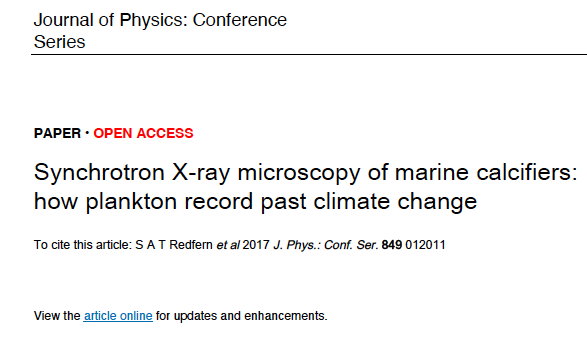 Journal of Physics: Conference
Series
PAPER • OPEN ACCESS
Synchrotron X-ray microscopy of marine calcifiers:
how plankton record past climate change
To cite this article: S A T Redfern et al 2017 J. Phys.: Conf. Ser. 849 012011
View the article online for updates and enhancements.